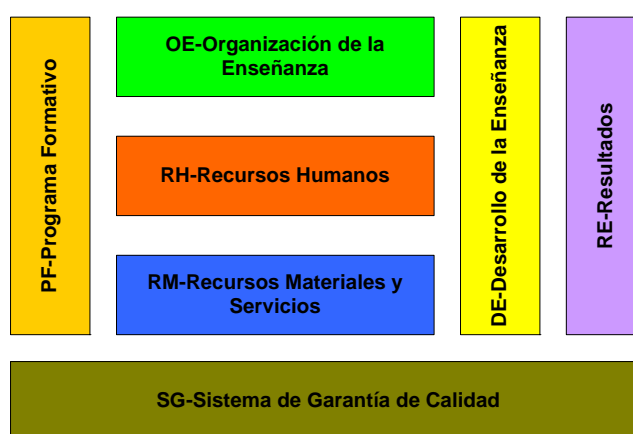 PF-Programa Formativo
OE-Organización de la
Enseñanza
RH-Recursos Humanos
RM-Recursos Materiales y
Servicios
DE-Desarrollo de la Enseñanza
RE-Resultados
SG-Sistema de Garantía de Calidad